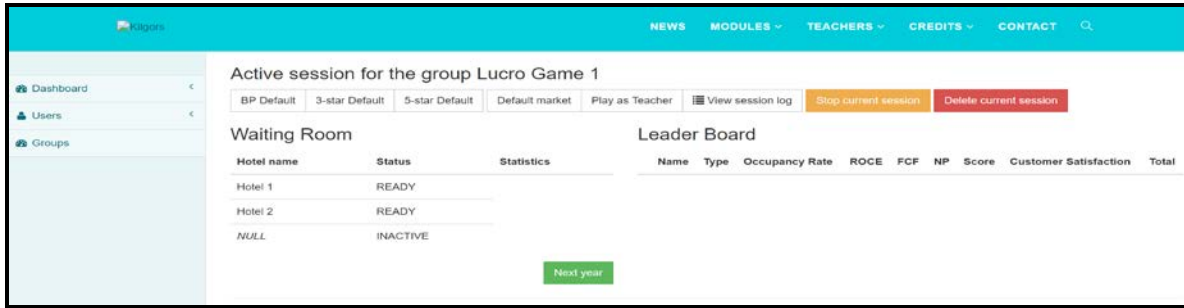 Kilgors NEWS MODULES TEACHERS CREDITS CONTACT
Dashboard
Users
Groups
Active session for the group Lucro Game 1
BP Default 3-star Default 5-star Default Default market Play as Teacher View session log Stop current session Delete current session
Waiting Room
Hotel name Status Statistics
Hotel 1 READY
Hotel 2 READY
NULL INACTIVE
Next year
Leader Board
Name Type Occupancy Rate ROCE FCF NP Score Customer Satisfaction Total